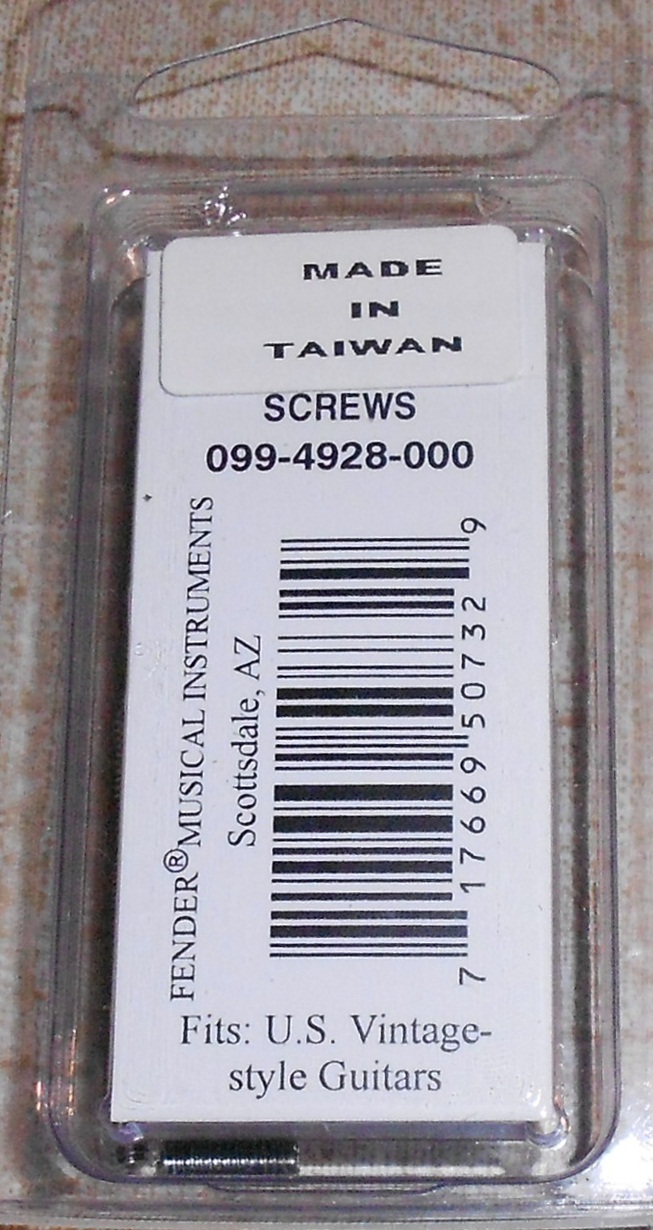 MADE
IN
TAIWAN
SCREWS
099-4928-000
FENDER®MUSICAL INSTRUMENTS
Scottsdale, AZ
7 17669 50732 9
Fits: U.S. Vintage-
style Guitars